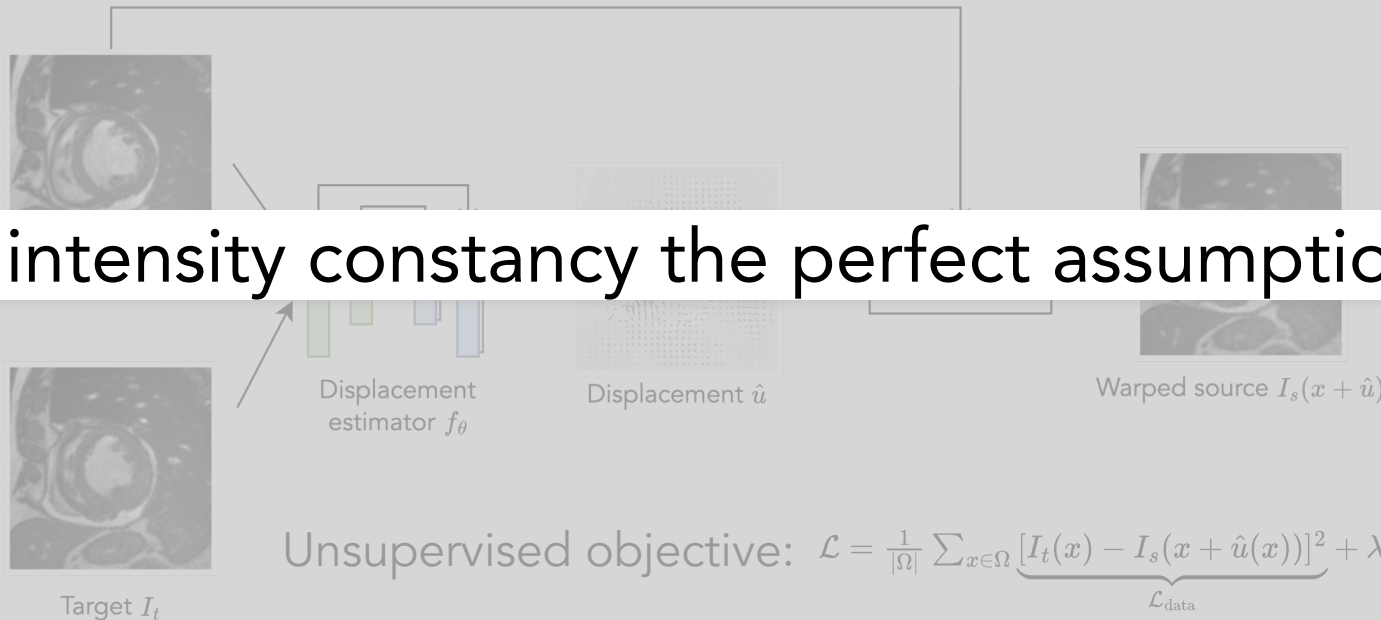 intensity constancy the perfect
Displacement
estimator fθ
Displacement û
Warped source Is(x + û)
Unsupervised objective: ℒ = 1/|Ω| ∑x∈Ω [It(x) − Is(x + û(x))]² + λ
ℒdata
Target It